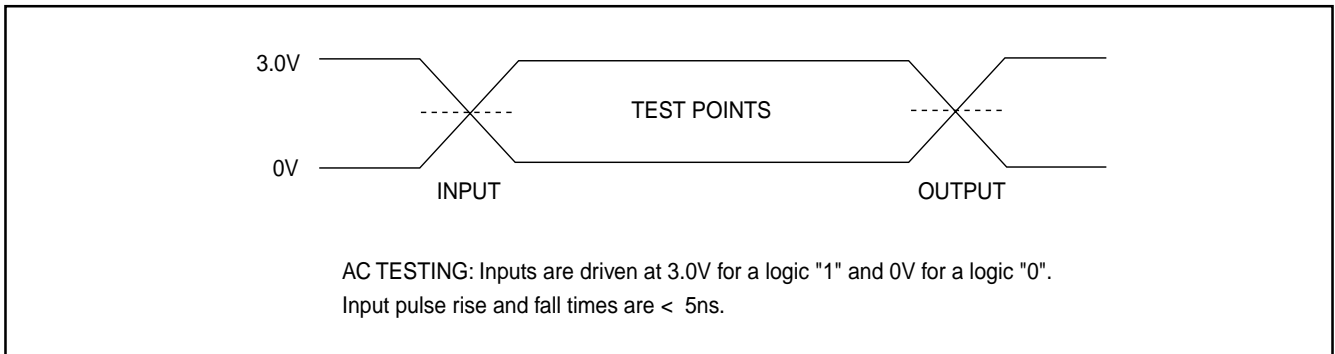 3.0V
TEST POINTS
0V
INPUT
OUTPUT
AC TESTING: Inputs are driven at 3.0V for a logic "1" and 0V for a logic "0".
Input pulse rise and fall times are < 5ns.